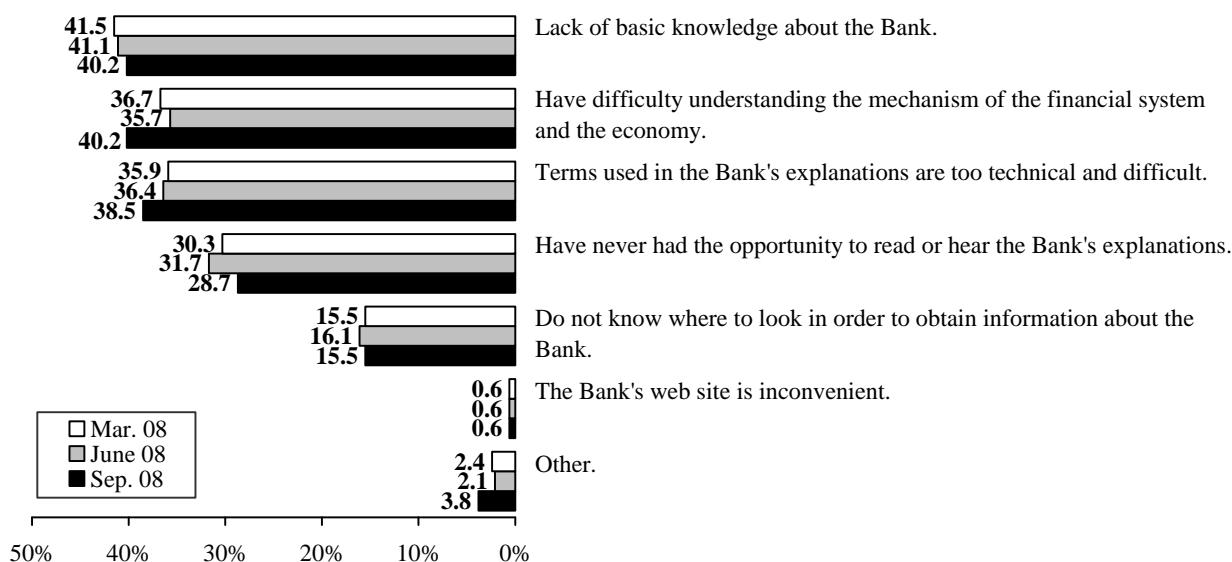 41.5
41.1
40.2
Lack of basic knowledge about the Bank.
36.7
35.7
40.2
Have difficulty understanding the mechanism of the financial system
and the economy.
35.9
36.4
38.5
Terms used in the Bank's explanations are too technical and difficult.
30.3
31.7
28.7
Have never had the opportunity to read or hear the Bank's explanations.
15.5
16.1
15.5
Do not know where to look in order to obtain information about the
Bank.
0.6
0.6
0.6
The Bank's web site is inconvenient.
2.4
2.1
3.8
Other.
Mar. 08
June 08
Sep. 08
50% 40% 30% 20% 10% 0%